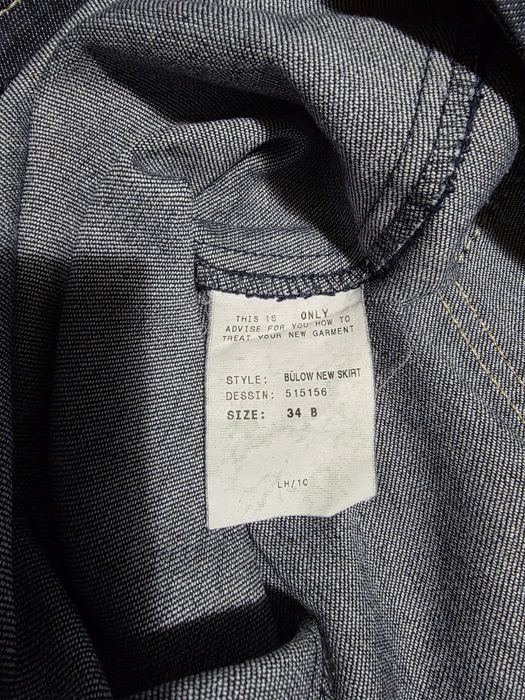 THIS IS ONLY
ADVISE FOR YOU HOW TO
TREAT YOUR NEW GARMENT
STYLE: BÜLOW NEW SKIRT
DESSIN: 515156
SIZE: 34 B
LH/1C